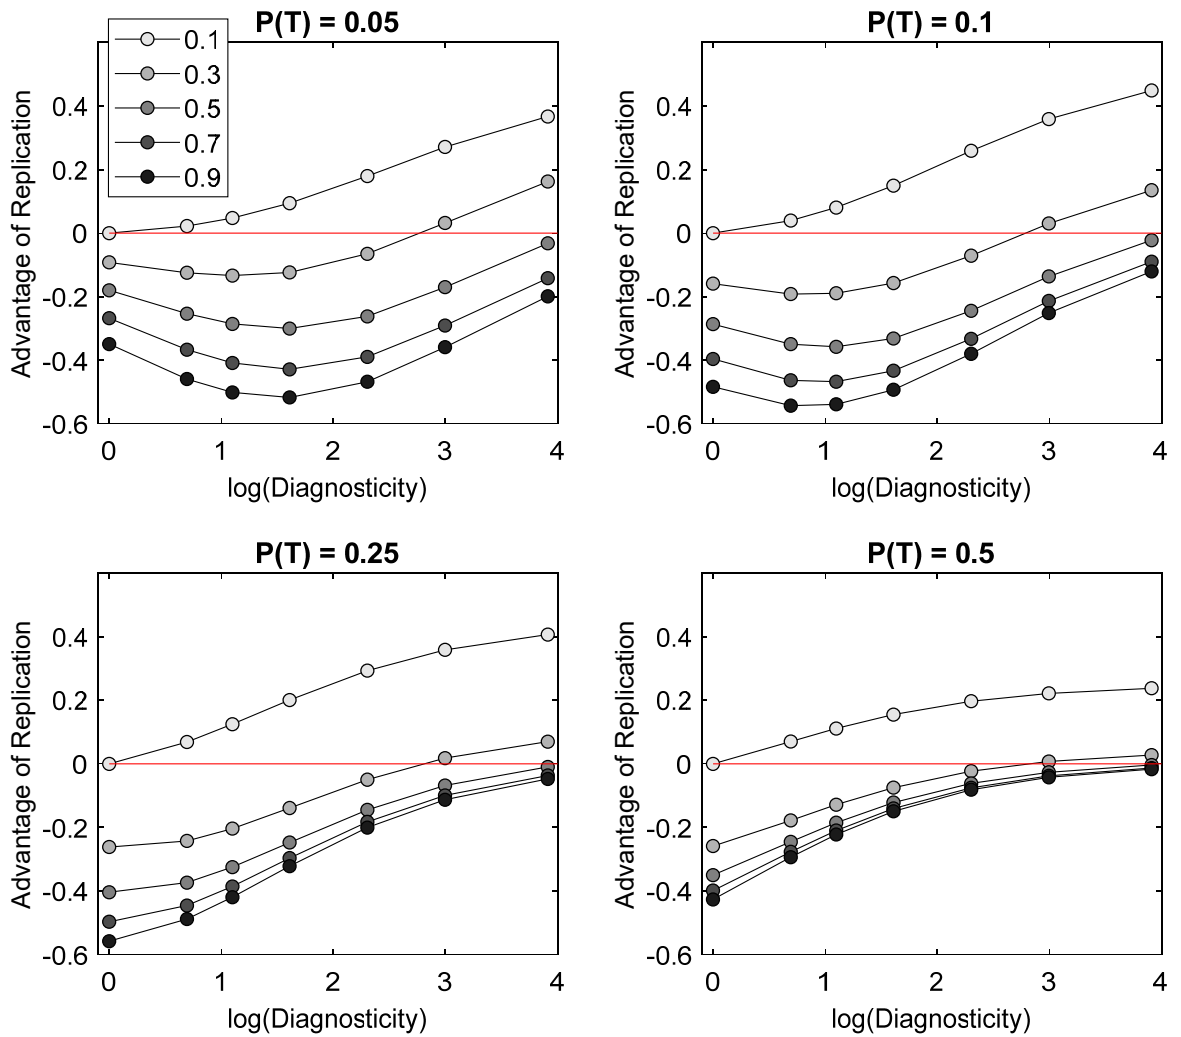 P(T) = 0.05
0.1
0.3
0.5
0.7
0.9
Advantage of Replication
0.4
0.2
0
-0.2
-0.4
-0.6
0 1 2 3 4
log(Diagnosticity)
P(T) = 0.1
Advantage of Replication
0.4
0.2
0
-0.2
-0.4
-0.6
0 1 2 3 4
log(Diagnosticity)
P(T) = 0.25
Advantage of Replication
0.4
0.2
0
-0.2
-0.4
-0.6
0 1 2 3 4
log(Diagnosticity)
P(T) = 0.5
Advantage of Replication
0.4
0.2
0
-0.2
-0.4
-0.6
0 1 2 3 4
log(Diagnosticity)